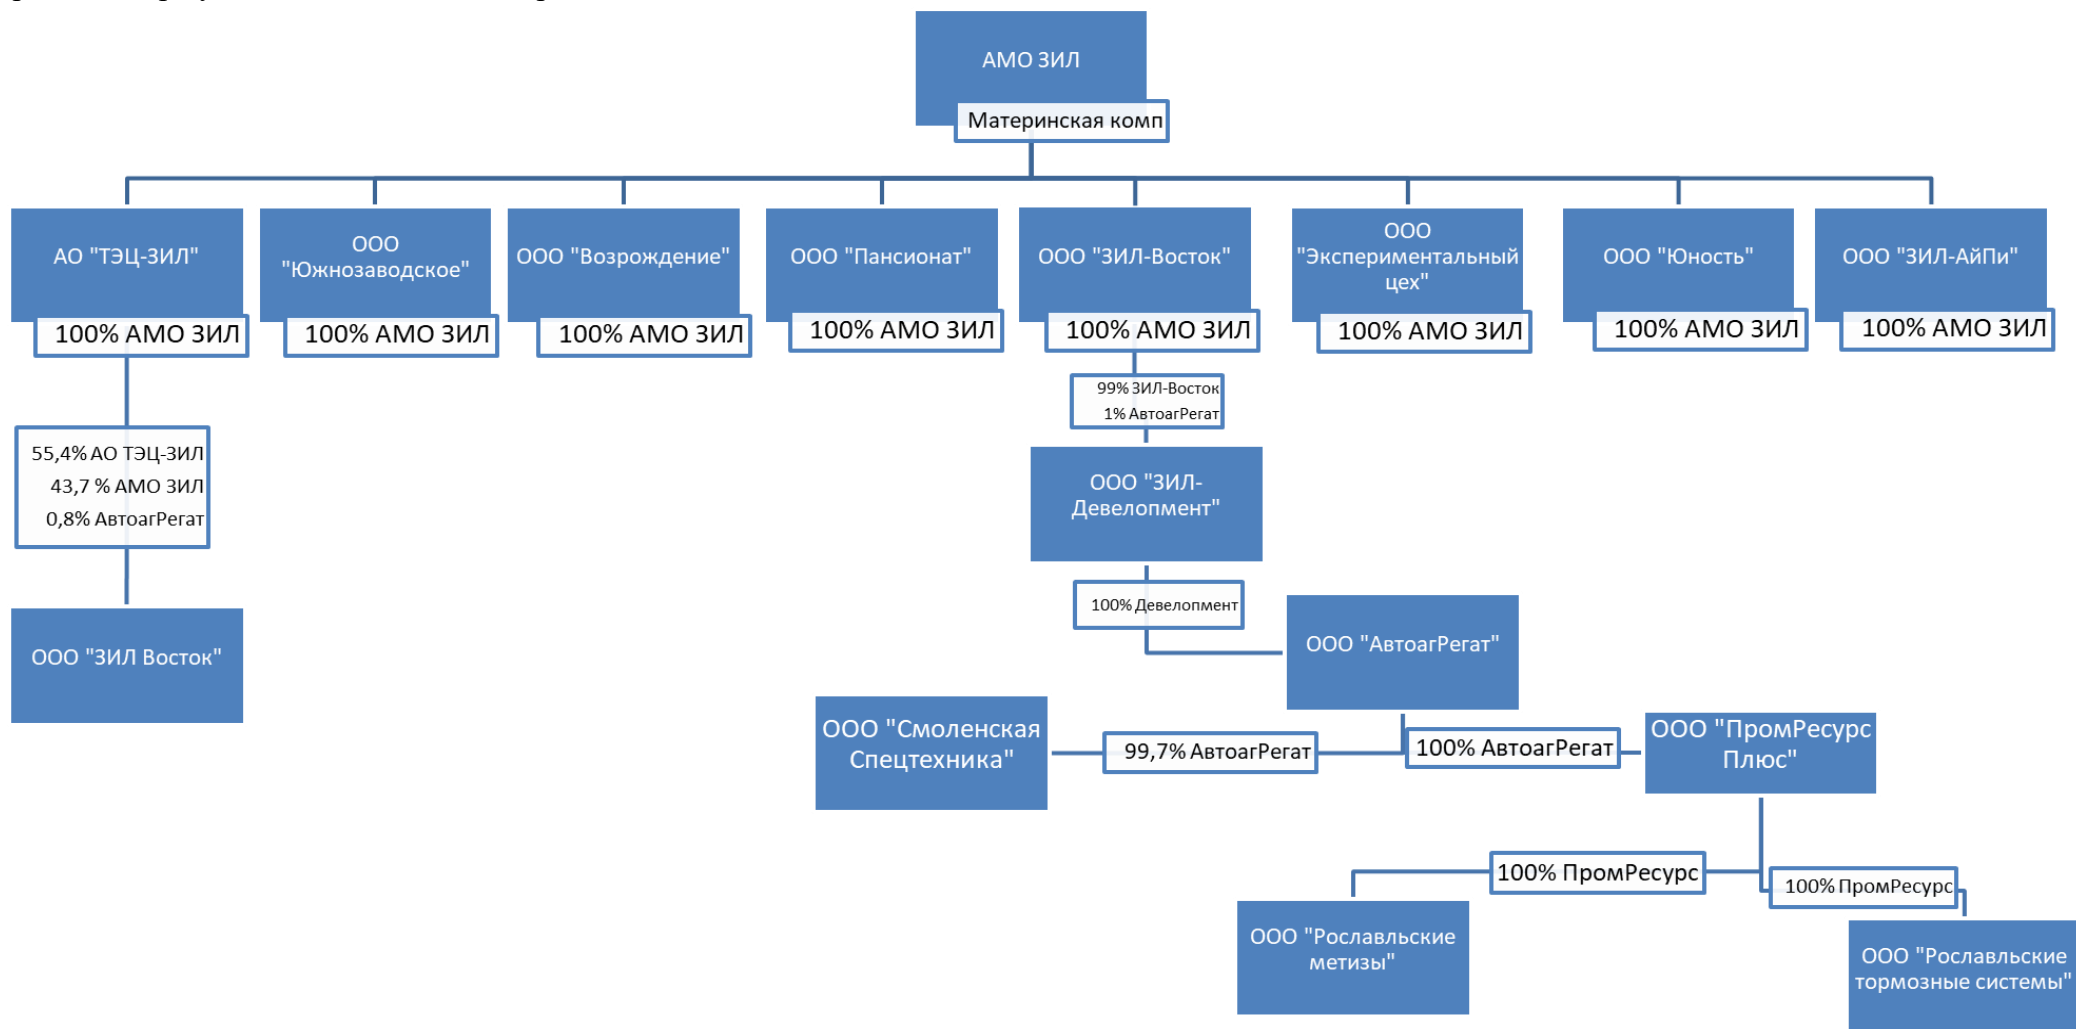 АМО ЗИЛ
Материнская комп
АО "ТЭЦ-ЗИЛ"
100% АМО ЗИЛ
ООО
"Южнозаводское"
100% АМО ЗИЛ
ООО "Возрождение"
100% АМО ЗИЛ
ООО "Пансионат"
100% АМО ЗИЛ
ООО "ЗИЛ-Восток"
100% АМО ЗИЛ
ООО
"Экспериментальный
цех"
100% АМО ЗИЛ
ООО "Юность"
100% АМО ЗИЛ
ООО "ЗИЛ-АйПи"
100% АМО ЗИЛ
55,4% АО ТЭЦ-ЗИЛ
43,7 % АМО ЗИЛ
0,8% АвтоагРегат
ООО "ЗИЛ Восток"
99% ЗИЛ-Восток
1% АвтоагРегат
ООО "ЗИЛ-
Девелопмент"
100% Девелопмент
ООО "АвтоагРегат"
ООО "Смоленская
Спецтехника"
99,7% АвтоагРегат
100% АвтоагРегат
ООО "ПромРесурс
Плюс"
100% ПромРесурс
100% ПромРесурс
ООО "Рославльские
метизы"
ООО "Рославльские
тормозные системы"